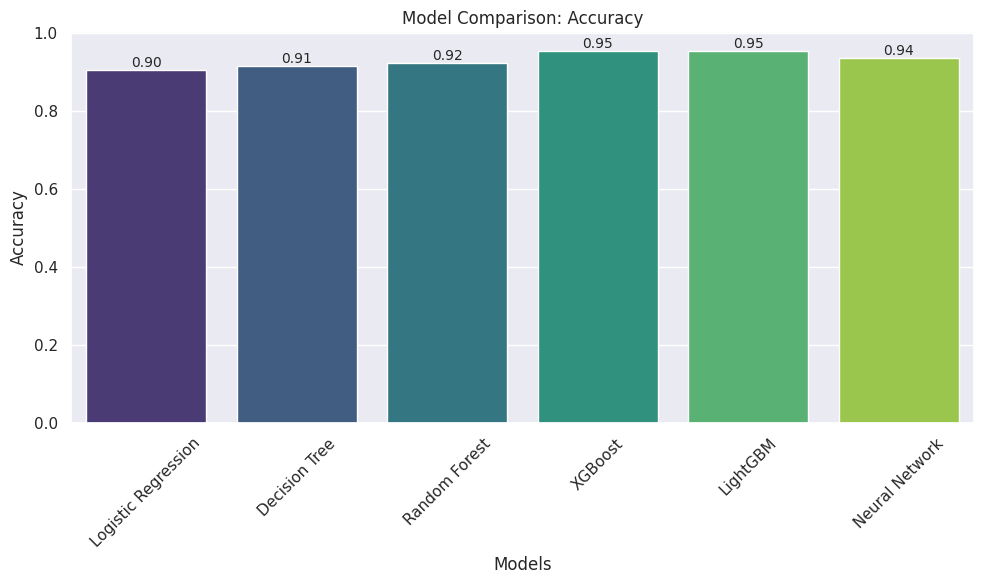 Model Comparison: Accuracy
1.0
0.8
0.6
0.4
0.2
0.0
Accuracy
0.90
0.91
0.92
0.95
0.95
0.94
Logistic Regression
Decision Tree
Random Forest
XGBoost
LightGBM
Neural Network
Models